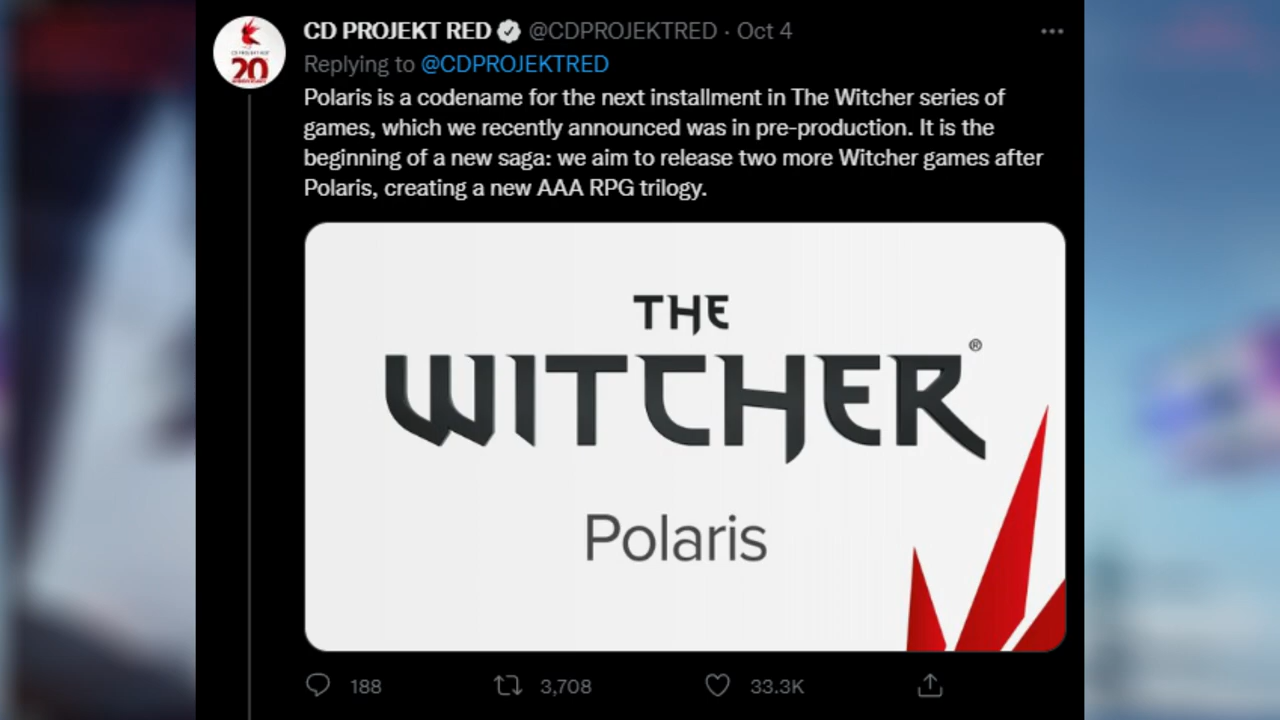 CD PROJEKT RED @CDPROJEKTRED · Oct 4
Replying to @CDPROJEKTRED
Polaris is a codename for the next installment in The Witcher series of
games, which we recently announced was in pre-production. It is the
beginning of a new saga: we aim to release two more Witcher games after
Polaris, creating a new AAA RPG trilogy.
THE
WITCHER®
Polaris
188 3,708 33.3K